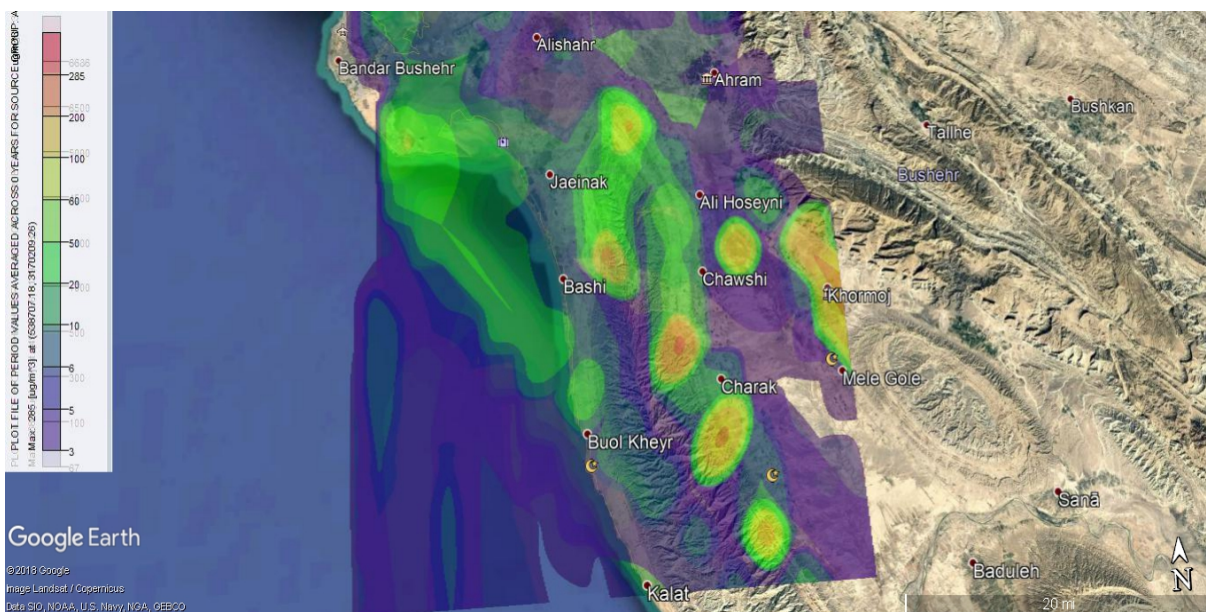 PLOT FILE OF PERIOD VALUES AVERAGED ACROSS 0 YEARS FOR SOURCE GROUP:
Max: 285 [ug/m^3] at (538707.18, 3170209.26)
285
200
100
60
50
20
10
6
5
3
Alishahr
Bandar Bushehr
Ahram
Bushkan
Tallhe
Bushehr
Jaeinak
Ali Hoseyni
Chawshi
Bashi
Khormoj
Mele Gole
Charak
Buol Kheyr
Sanā
Baduleh
Kalat
Google Earth
©2018 Google
Image Landsat / Copernicus
Data SIO, NOAA, U.S. Navy, NGA, GEBCO
20 mi
N